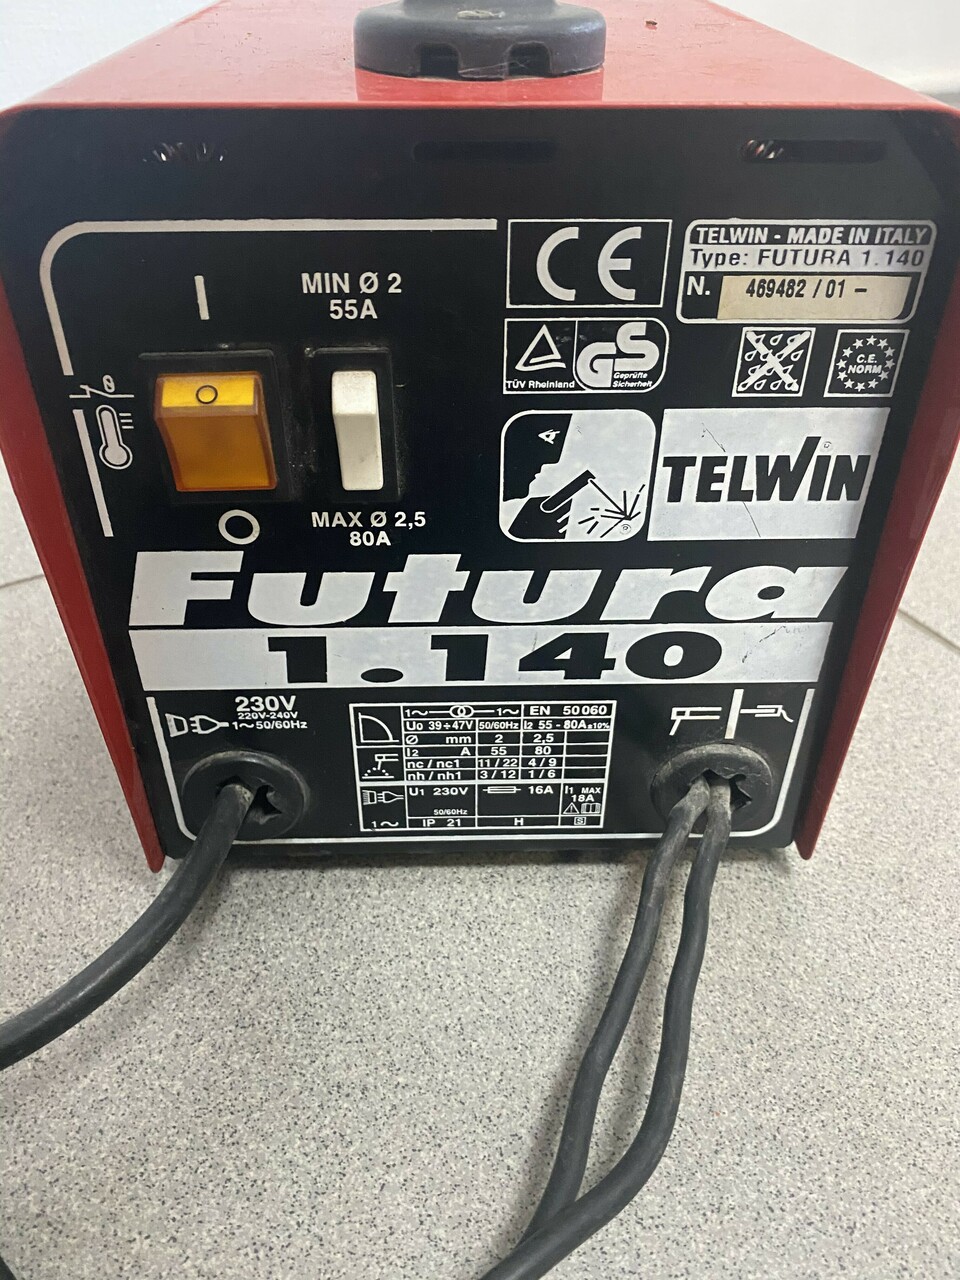 TELWIN - MADE IN ITALY
Type: FUTURA 1.140
N. 469482 / 01 -
CE
MIN Ø 2
55A
TÜV Rheinland
GS
Geprüfte
Sicherheit
C.E.
NORM
TELWIN
MAX Ø 2,5
80A
Futura
1.140
230V
220V-240V
1~ 50/60Hz
1~ 1~ EN 50060
U0 39÷47V 50/60Hz I2 55 - 80A±10%
Ø mm 2 2,5
I2 A 55 80
nc / nc1 11 / 22 4 / 9
nh / nh1 3 / 12 1 / 6
U1 230V 16A I1 MAX
18A
50/60Hz
1~ IP 21 H S